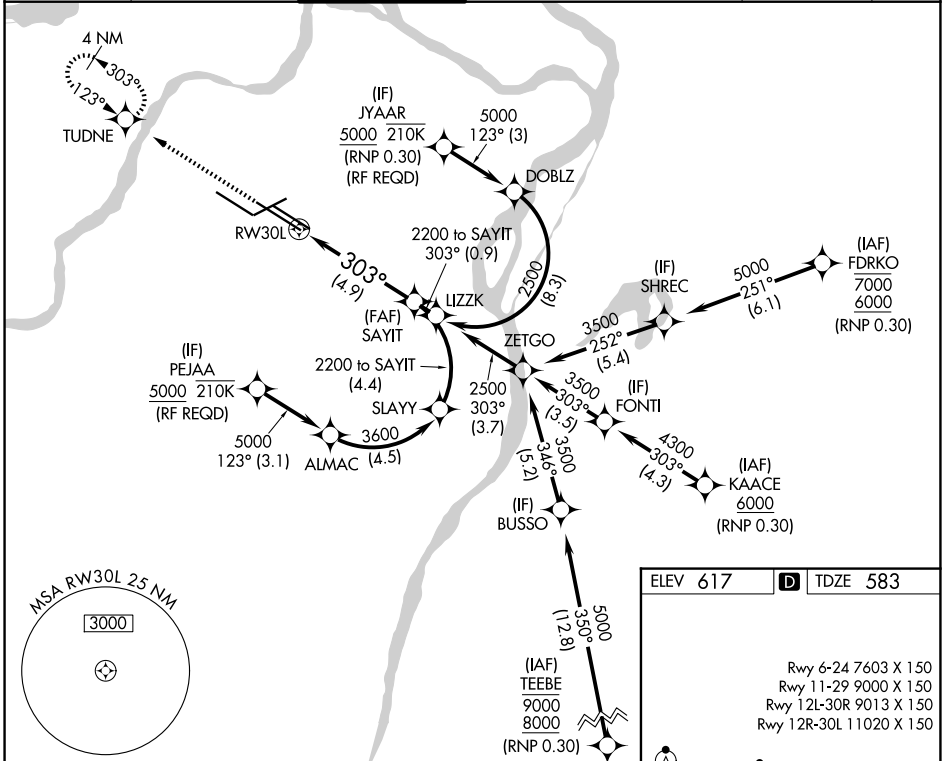 4 NM
303°
123°
TUDNE
(IF)
JYAAR
5000 210K
(RNP 0.30)
(RF REQD)
5000
123° (3)
DOBLZ
RW30L
2200 to SAYIT
303° (0.9)
2500
(8.3)
303°
(4.9)
LIZZK
(FAF)
SAYIT
(IF)
SHREC
5000
251°
(6.1)
(IAF)
FDRKO
7000
6000
(RNP 0.30)
ZETGO
3500
252°
(5.4)
(IF)
PEJAA
5000 210K
(RF REQD)
2200 to SAYIT
(4.4)
SLAYY
2500
303°
(3.7)
3500
303°
(3.5)
(IF)
FONTI
5000
123° (3.1)
ALMAC
3600
(4.5)
3500
346°
(5.2)
4300
303°
(4.3)
(IAF)
KAACE
6000
(RNP 0.30)
(IF)
BUSSO
MSA RW30L 25 NM
3000
5000
350°
(12.8)
(IAF)
TEEBE
9000
8000
(RNP 0.30)
ELEV 617 D TDZE 583
Rwy 6-24 7603 X 150
Rwy 11-29 9000 X 150
Rwy 12L-30R 9013 X 150
Rwy 12R-30L 11020 X 150
A